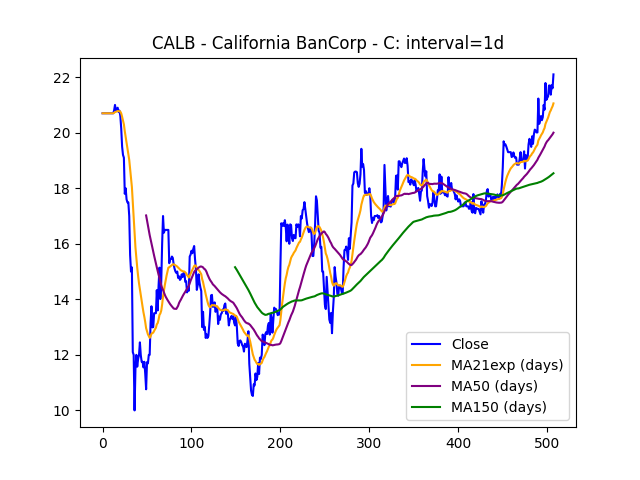 CALB - California BanCorp - C: interval=1d
22
20
18
16
14
12
10
0
100
200
300
400
500
Close
MA21exp (days)
MA50 (days)
MA150 (days)